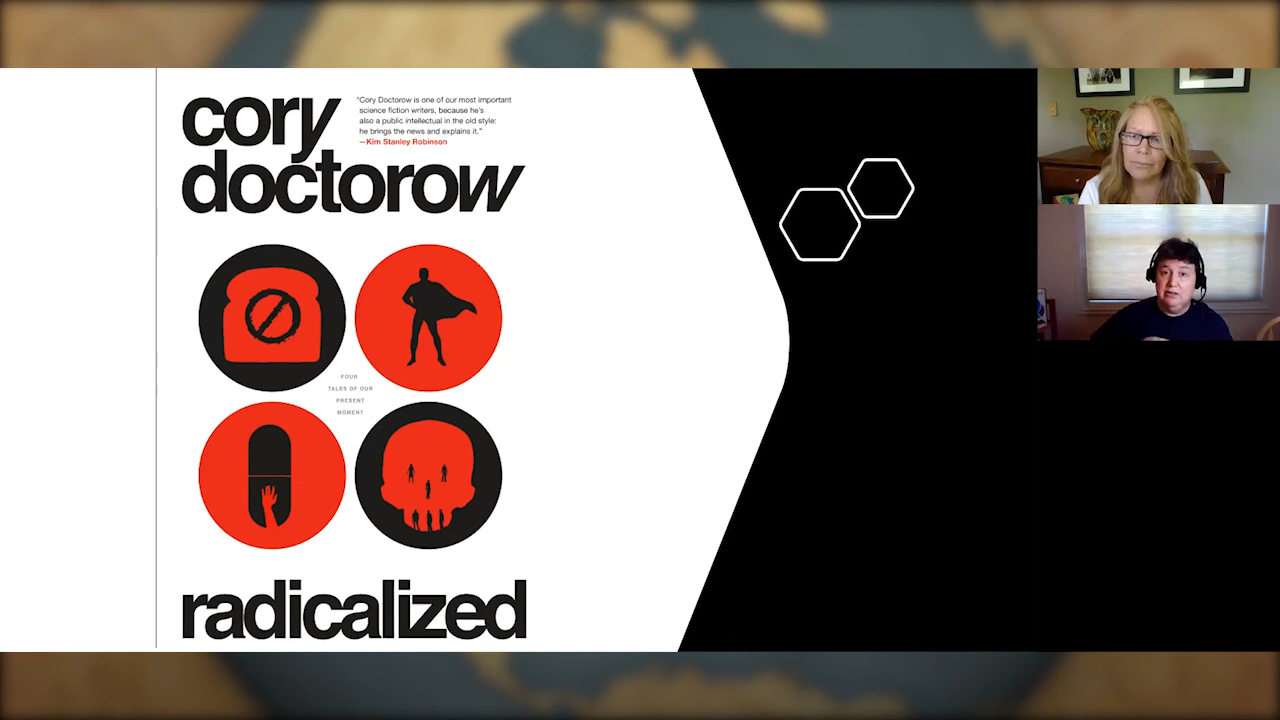 cory
doctorow
"Cory Doctorow is one of our most important
science fiction writers, because he's
also a public intellectual in the old style:
he brings the news and explains it."
—Kim Stanley Robinson
FOUR
TALES OF OUR
PRESENT
MOMENT
radicalized